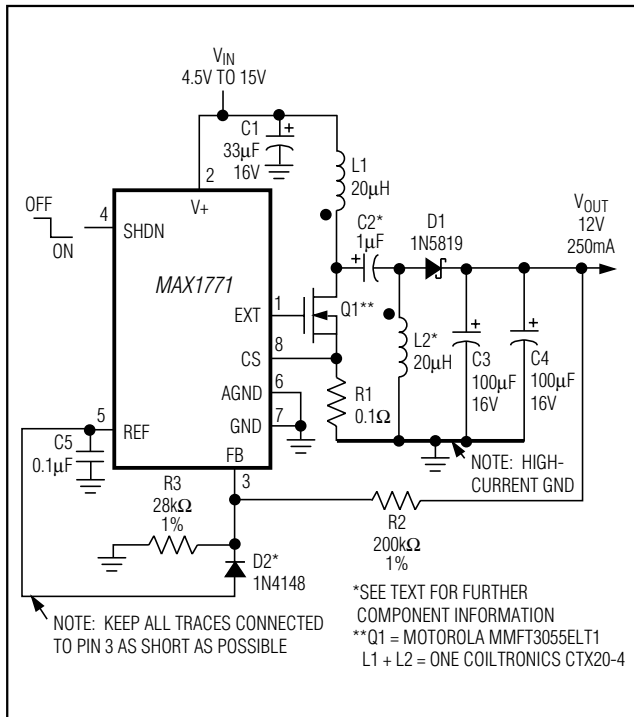 VIN
4.5V TO 15V
C1
33µF
16V
2
V+
L1
20µH
OFF
ON
4
SHDN
MAX1771
C2*
1µF
D1
1N5819
VOUT
12V
250mA
EXT
1
Q1**
CS
8
L2*
20µH
C3
100µF
16V
C4
100µF
16V
AGND
6
GND
7
R1
0.1Ω
5
REF
C5
0.1µF
FB
3
NOTE: HIGH-
CURRENT GND
R3
28kΩ
1%
R2
200kΩ
1%
D2*
1N4148
NOTE: KEEP ALL TRACES CONNECTED
TO PIN 3 AS SHORT AS POSSIBLE
*SEE TEXT FOR FURTHER
COMPONENT INFORMATION
**Q1 = MOTOROLA MMFT3055ELT1
L1 + L2 = ONE COILTRONICS CTX20-4